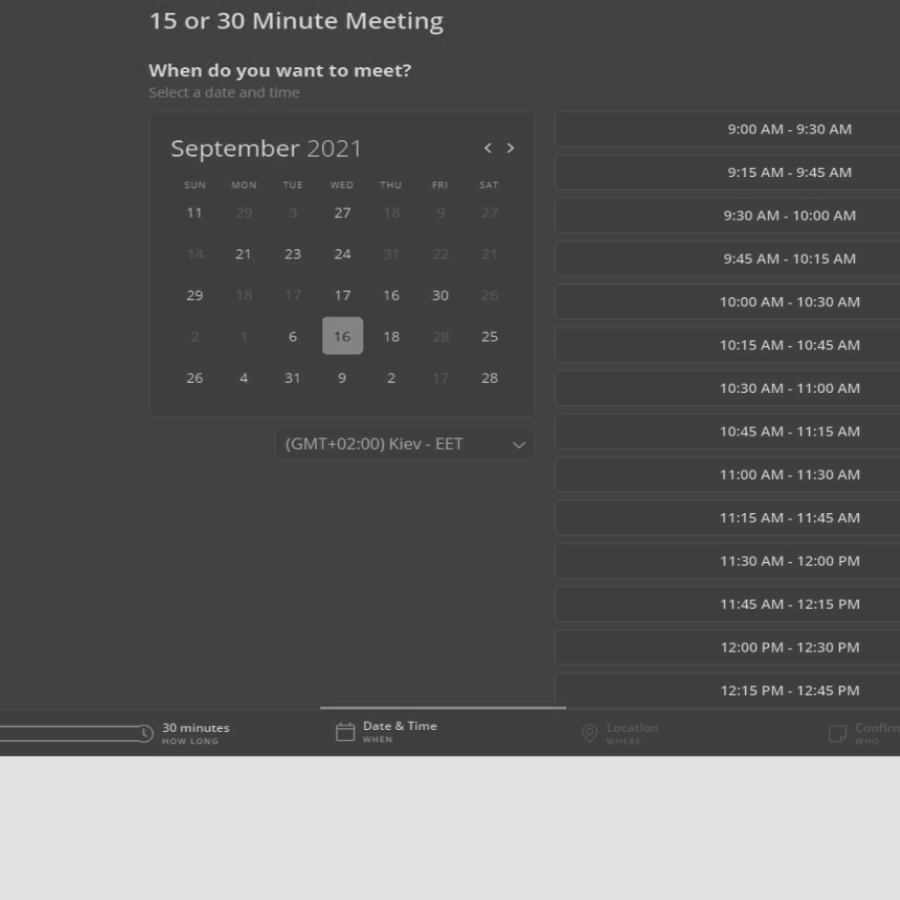 15 or 30 Minute Meeting
When do you want to meet?
Select a date and time
September 2021
SUN MON TUE WED THU FRI SAT
11 29 3 27 18 9 27
14 21 23 24 31 22 21
29 18 17 17 16 30 26
2 1 6 16 18 28 25
26 4 31 9 2 17 28
(GMT+02:00) Kiev - EET
9:00 AM - 9:30 AM
9:15 AM - 9:45 AM
9:30 AM - 10:00 AM
9:45 AM - 10:15 AM
10:00 AM - 10:30 AM
10:15 AM - 10:45 AM
10:30 AM - 11:00 AM
10:45 AM - 11:15 AM
11:00 AM - 11:30 AM
11:15 AM - 11:45 AM
11:30 AM - 12:00 PM
11:45 AM - 12:15 PM
12:00 PM - 12:30 PM
12:15 PM - 12:45 PM
30 minutes
HOW LONG
Date & Time
WHEN
Location
WHERE
Confirm
WHO